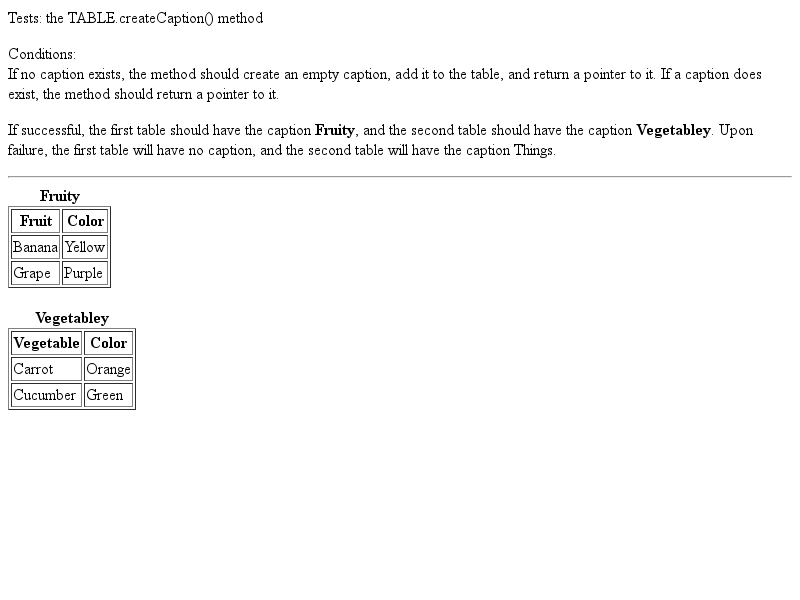 Tests: the TABLE.createCaption() method
Conditions:
If no caption exists, the method should create an empty caption, add it to the table, and return a pointer to it. If a caption does
exist, the method should return a pointer to it.
If successful, the first table should have the caption Fruity, and the second table should have the caption Vegetabley. Upon
failure, the first table will have no caption, and the second table will have the caption Things.
Fruity
Fruit Color
Banana Yellow
Grape Purple
Vegetabley
Vegetable Color
Carrot Orange
Cucumber Green